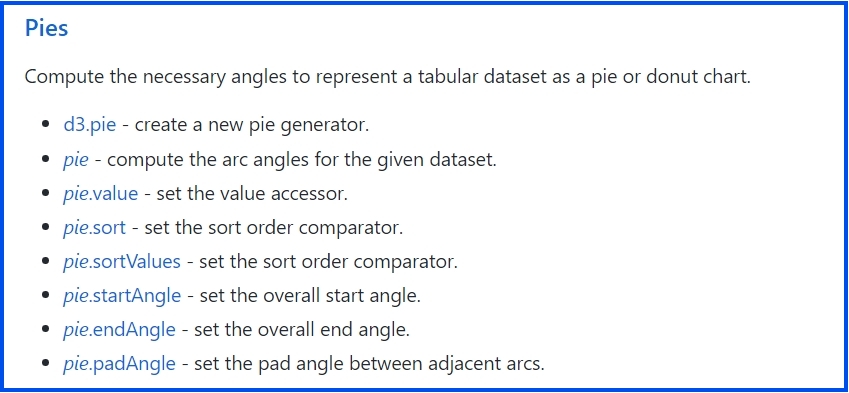 Pies
Compute the necessary angles to represent a tabular dataset as a pie or donut chart.
• d3.pie - create a new pie generator.
• pie - compute the arc angles for the given dataset.
• pie.value - set the value accessor.
• pie.sort - set the sort order comparator.
• pie.sortValues - set the sort order comparator.
• pie.startAngle - set the overall start angle.
• pie.endAngle - set the overall end angle.
• pie.padAngle - set the pad angle between adjacent arcs.